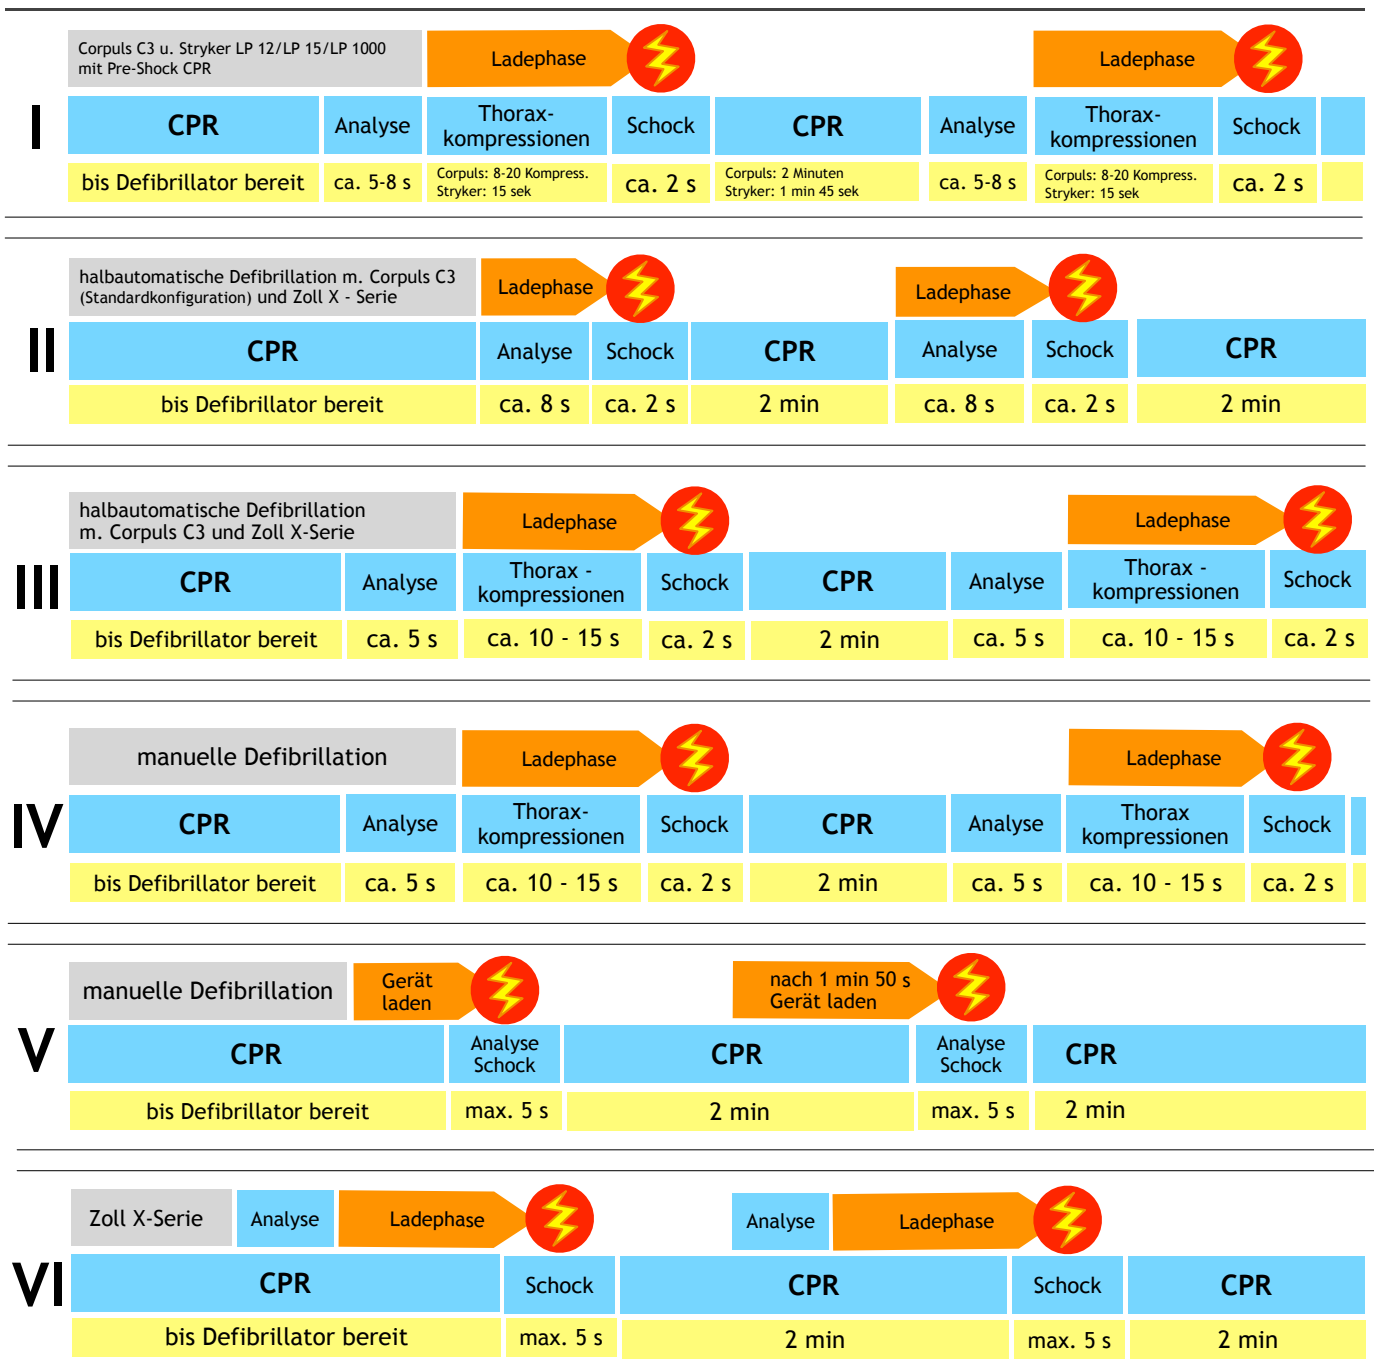 Corpuls C3 u. Stryker LP 12/LP 15/LP 1000
mit Pre-Shock CPR
Ladephase
Ladephase
I
CPR
Analyse
Thorax-
kompressionen
Schock
CPR
Analyse
Thorax-
kompressionen
Schock
bis Defibrillator bereit
ca. 5-8 s
Corpuls: 8-20 Kompress.
Stryker: 15 sek
ca. 2 s
Corpuls: 2 Minuten
Stryker: 1 min 45 sek
ca. 5-8 s
Corpuls: 8-20 Kompress.
Stryker: 15 sek
ca. 2 s
halbautomatische Defibrillation m. Corpuls C3
(Standardkonfiguration) und Zoll X - Serie
Ladephase
Ladephase
II
CPR
Analyse
Schock
CPR
Analyse
Schock
CPR
bis Defibrillator bereit
ca. 8 s
ca. 2 s
2 min
ca. 8 s
ca. 2 s
2 min
halbautomatische Defibrillation
m. Corpuls C3 und Zoll X-Serie
Ladephase
Ladephase
III
CPR
Analyse
Thorax -
kompressionen
Schock
CPR
Analyse
Thorax -
kompressionen
Schock
bis Defibrillator bereit
ca. 5 s
ca. 10 - 15 s
ca. 2 s
2 min
ca. 5 s
ca. 10 - 15 s
ca. 2 s
manuelle Defibrillation
Ladephase
Ladephase
IV
CPR
Analyse
Thorax-
kompressionen
Schock
CPR
Analyse
Thorax
kompressionen
Schock
bis Defibrillator bereit
ca. 5 s
ca. 10 - 15 s
ca. 2 s
2 min
ca. 5 s
ca. 10 - 15 s
ca. 2 s
manuelle Defibrillation
Gerät
laden
nach 1 min 50 s
Gerät laden
V
CPR
Analyse
Schock
CPR
Analyse
Schock
CPR
bis Defibrillator bereit
max. 5 s
2 min
max. 5 s
2 min
Zoll X-Serie
Analyse
Ladephase
Analyse
Ladephase
VI
CPR
Schock
CPR
Schock
CPR
bis Defibrillator bereit
max. 5 s
2 min
max. 5 s
2 min